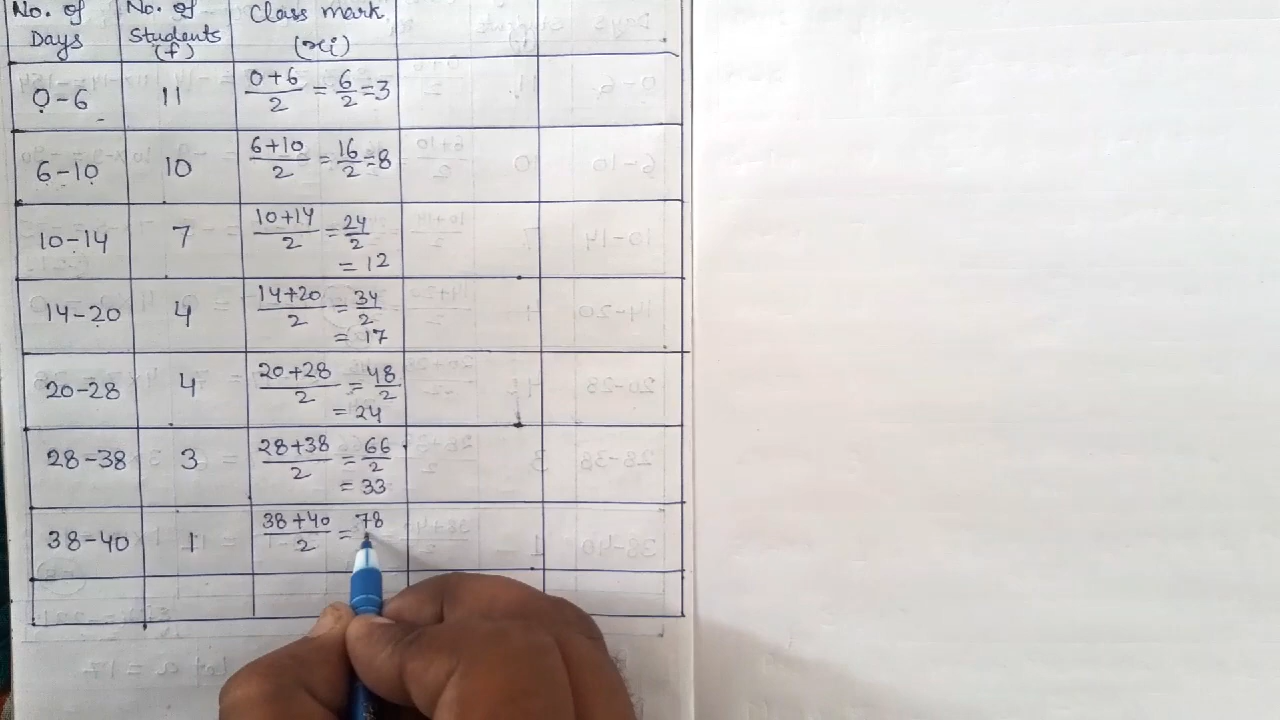 No. of Days No. of Students (f) Class mark (xi)
0-6 11 0+6/2 = 6/2 = 3
6-10 10 6+10/2 = 16/2 = 8
10-14 7 10+14/2 = 24/2
= 12
14-20 4 14+20/2 = 34/2
= 17
20-28 4 20+28/2 = 48/2
= 24
28-38 3 28+38/2 = 66/2
= 33
38-40 1 38+40/2 = 78